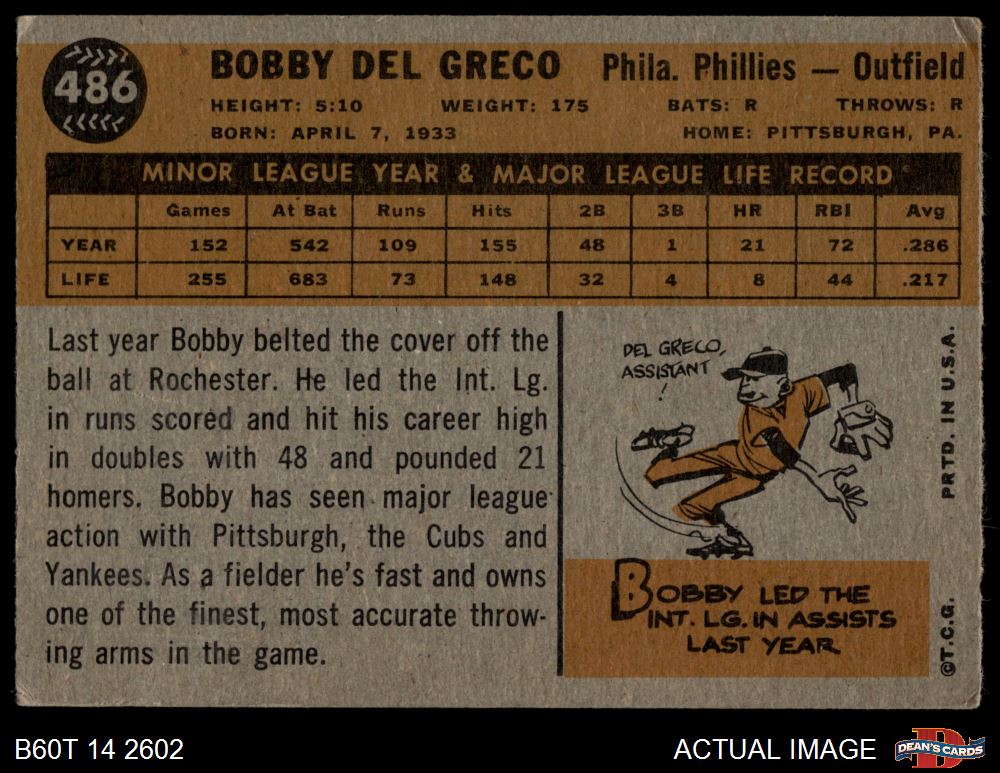 486
BOBBY DEL GRECO Phila. Phillies — Outfield
HEIGHT: 5:10 WEIGHT: 175 BATS: R THROWS: R
BORN: APRIL 7, 1933 HOME: PITTSBURGH, PA.
MINOR LEAGUE YEAR & MAJOR LEAGUE LIFE RECORD
Games At Bat Runs Hits 2B 3B HR RBI Avg
YEAR 152 542 109 155 48 1 21 72 .286
LIFE 255 683 73 148 32 4 8 44 .217
Last year Bobby belted the cover off the
ball at Rochester. He led the Int. Lg.
in runs scored and hit his career high
in doubles with 48 and pounded 21
homers. Bobby has seen major league
action with Pittsburgh, the Cubs and
Yankees. As a fielder he's fast and owns
one of the finest, most accurate throw-
ing arms in the game.
DEL GRECO,
ASSISTANT
!
BOBBY LED THE
INT. LG. IN ASSISTS
LAST YEAR
©T.C.G. PRTD. IN U.S.A.
B60T 14 2602 ACTUAL IMAGE
D
DEAN'S CARDS